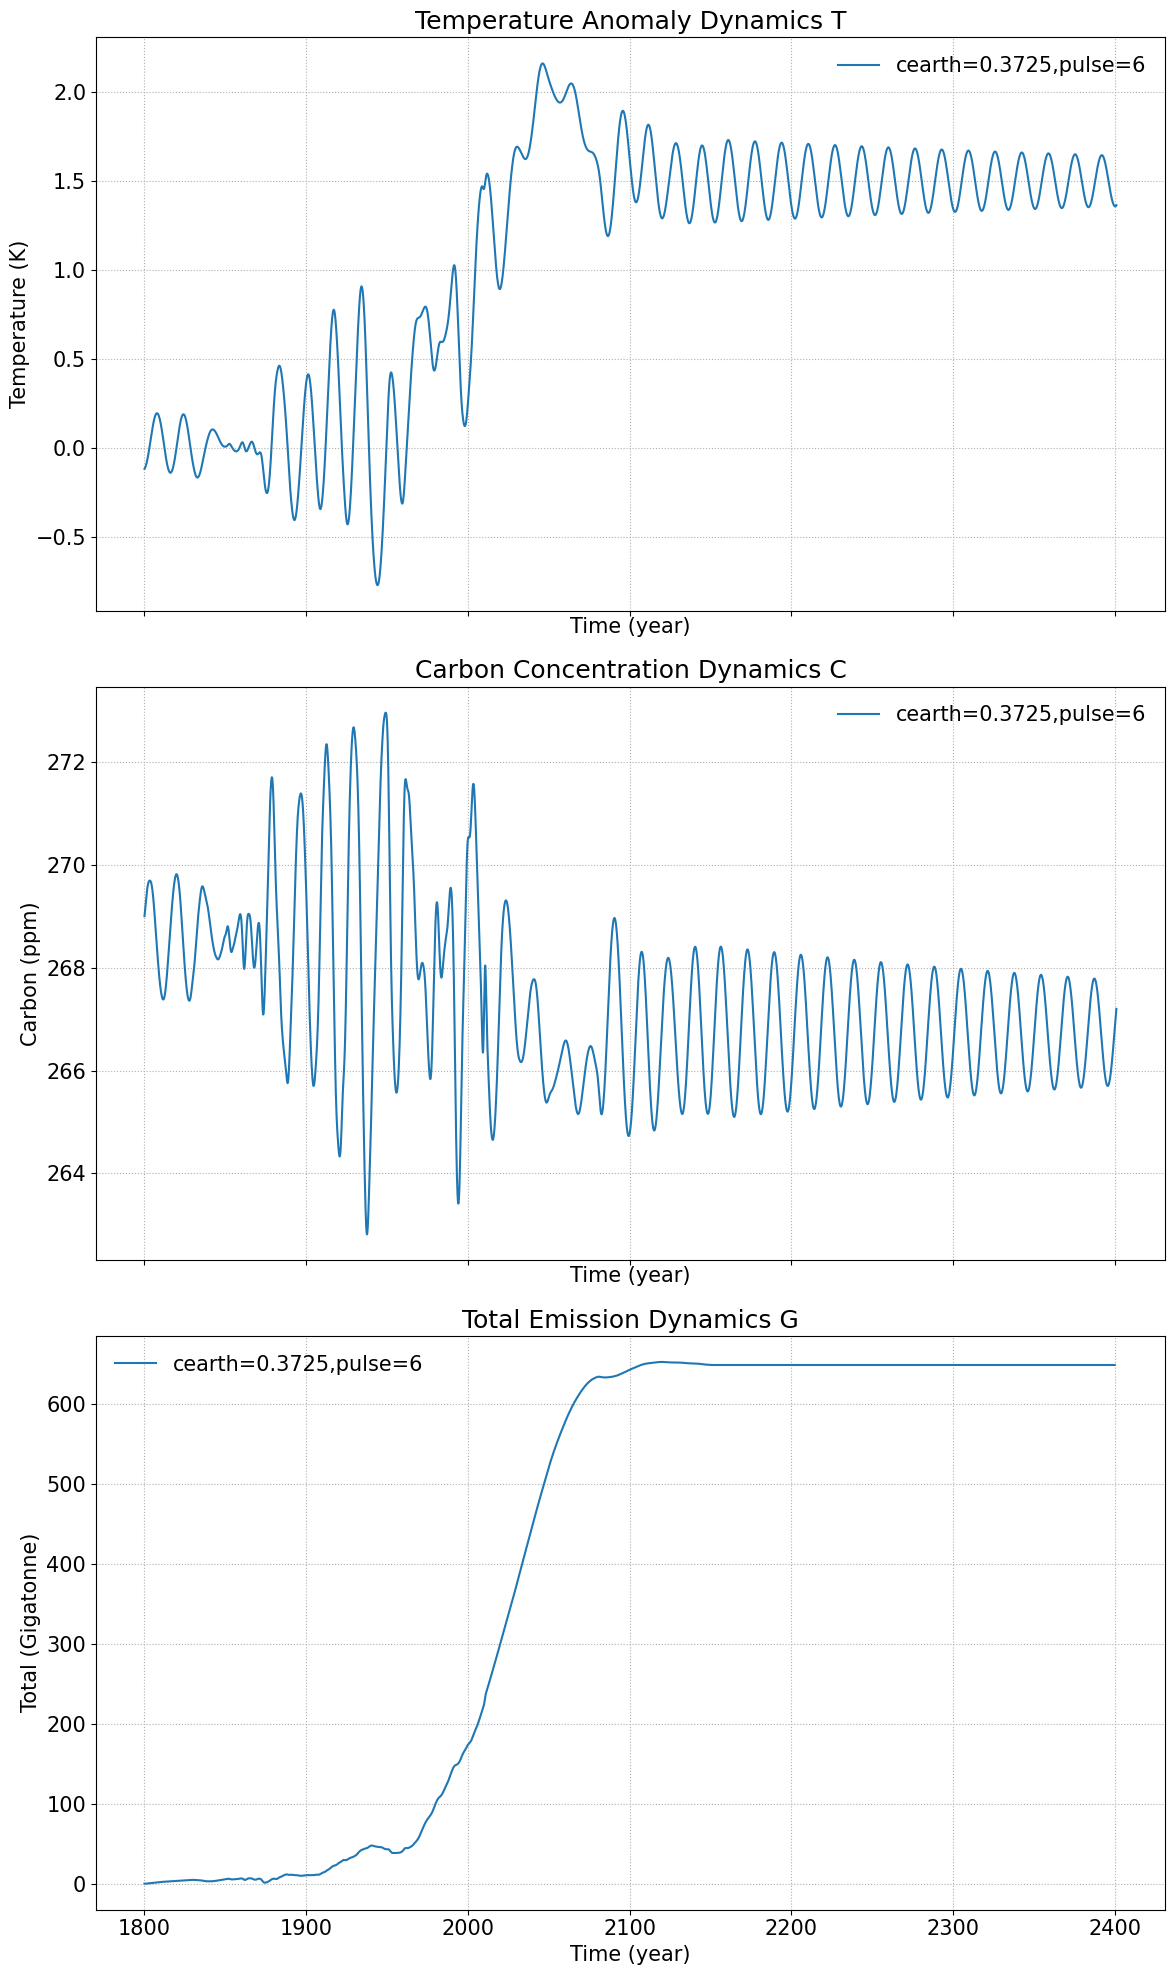 Temperature Anomaly Dynamics T
cearth=0.3725,pulse=6
Temperature (K)
2.0
1.5
1.0
0.5
0.0
−0.5
Time (year)
Carbon Concentration Dynamics C
cearth=0.3725,pulse=6
Carbon (ppm)
272
270
268
266
264
Time (year)
Total Emission Dynamics G
cearth=0.3725,pulse=6
Total (Gigatonne)
600
500
400
300
200
100
0
1800 1900 2000 2100 2200 2300 2400
Time (year)